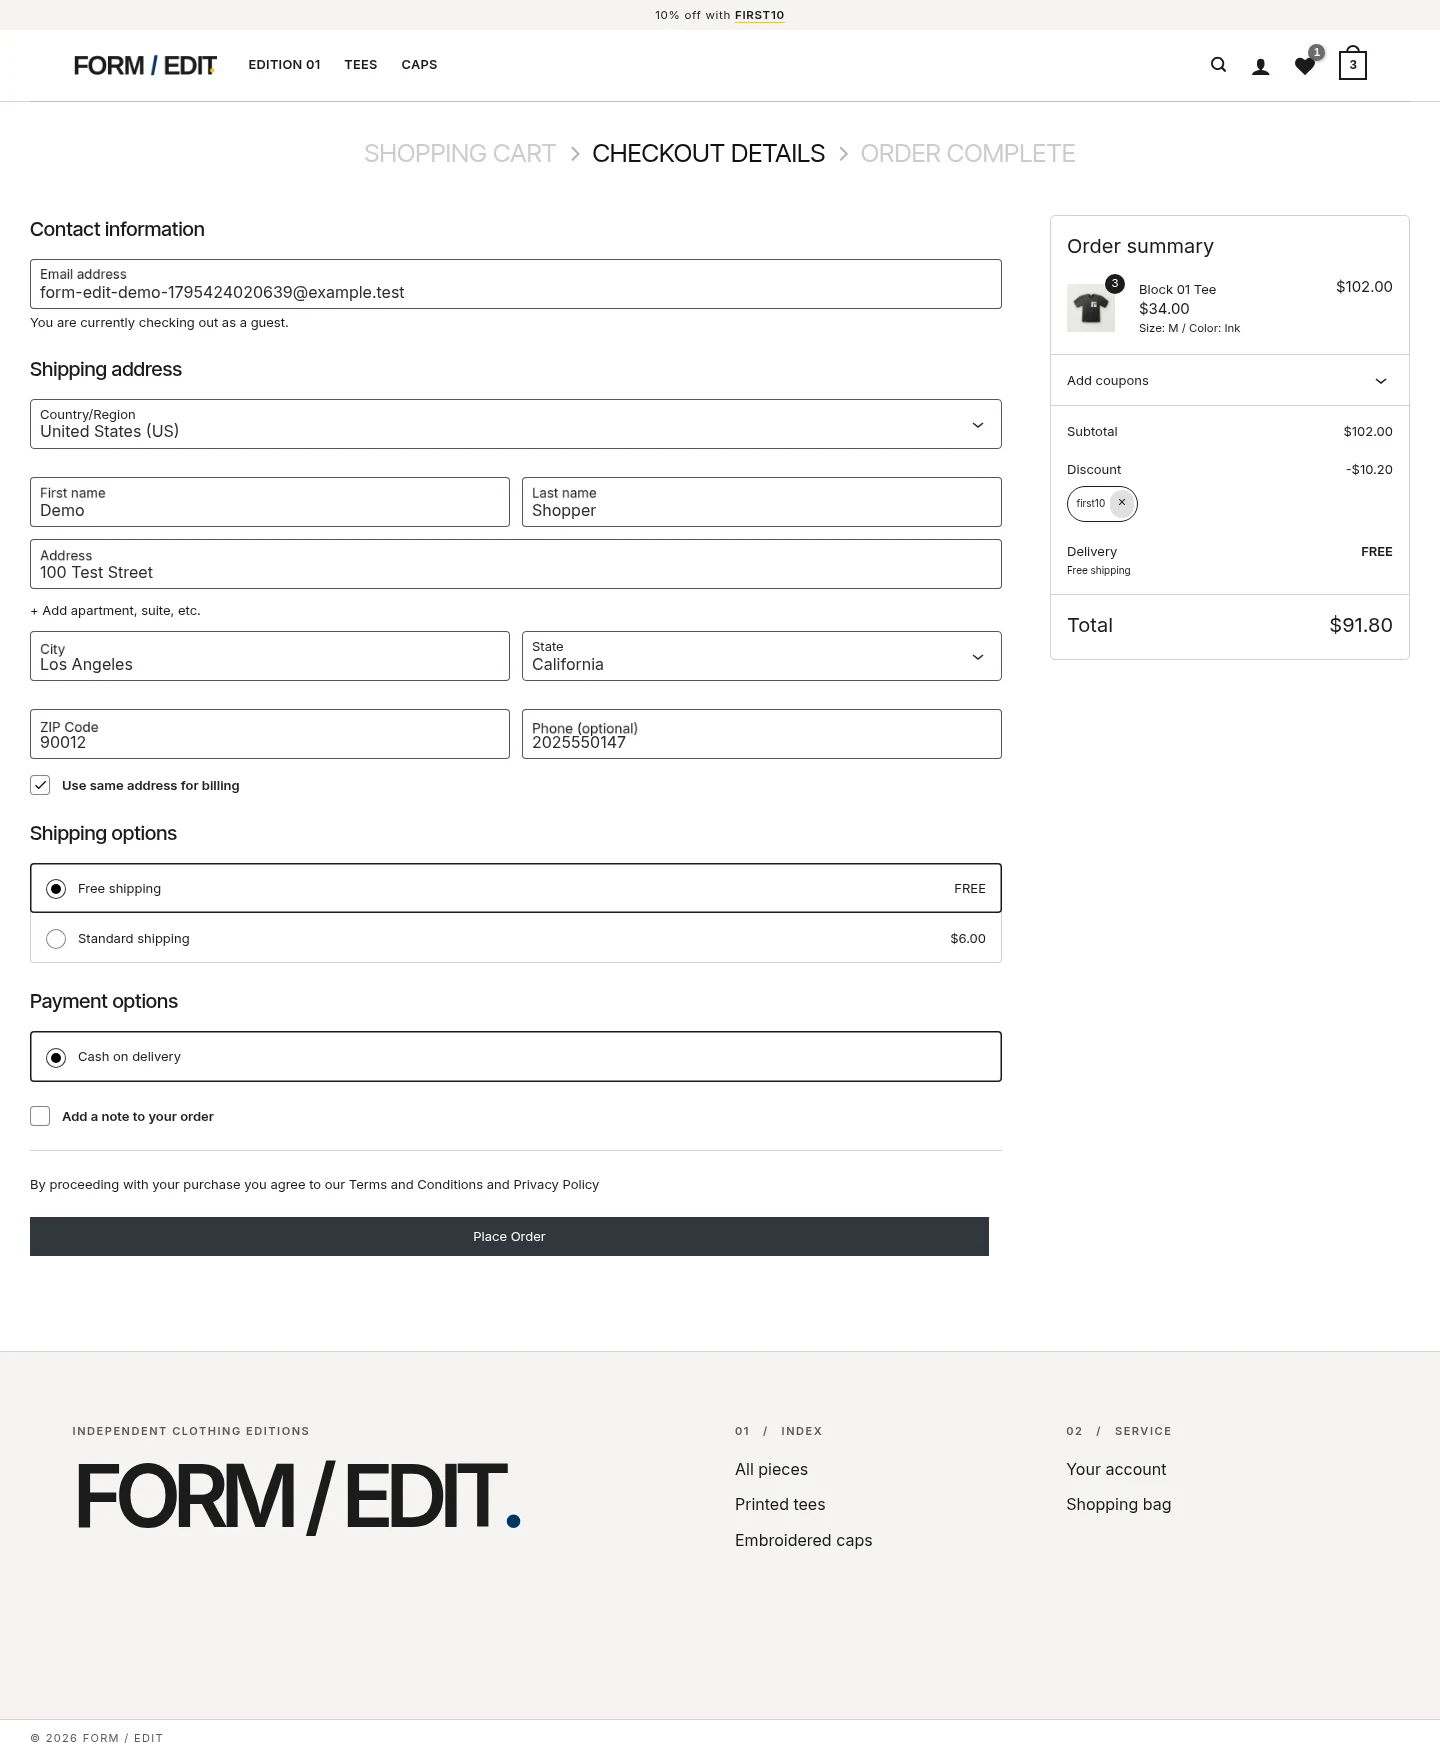 10% off with FIRST10
FORM / EDIT
EDITION 01
TEES
CAPS
1
3
SHOPPING CART
CHECKOUT DETAILS
ORDER COMPLETE
Contact information
Email address
form-edit-demo-1795424020639@example.test
You are currently checking out as a guest.
Shipping address
Country/Region
United States (US)
First name
Demo
Last name
Shopper
Address
100 Test Street
+ Add apartment, suite, etc.
City
Los Angeles
State
California
ZIP Code
90012
Phone (optional)
2025550147
Use same address for billing
Shipping options
Free shipping FREE
Standard shipping $6.00
Payment options
Cash on delivery
Add a note to your order
By proceeding with your purchase you agree to our Terms and Conditions and Privacy Policy
Place Order
Order summary
3
Block 01 Tee $102.00
$34.00
Size: M / Color: Ink
Add coupons
Subtotal $102.00
Discount -$10.20
first10 ×
Delivery FREE
Free shipping
Total $91.80
INDEPENDENT CLOTHING EDITIONS
FORM / EDIT.
01 / INDEX
All pieces
Printed tees
Embroidered caps
02 / SERVICE
Your account
Shopping bag
© 2026 FORM / EDIT